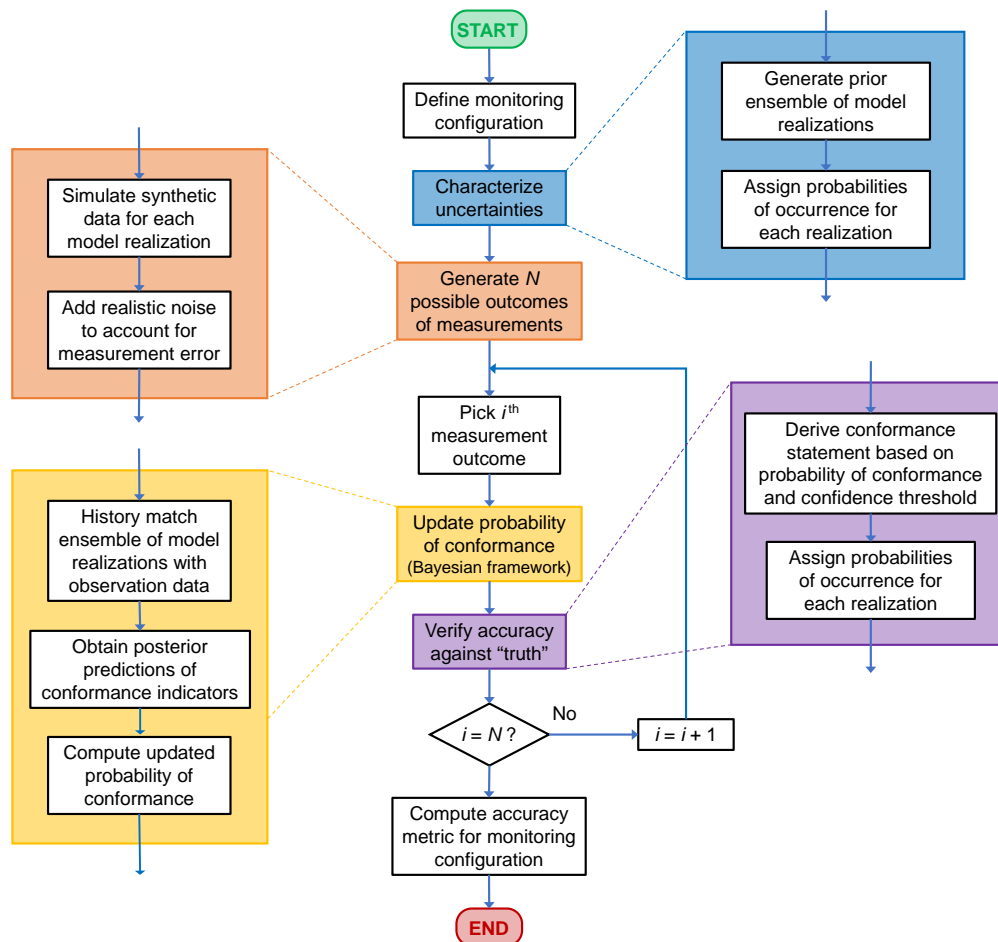 START
Define monitoring
configuration
Characterize
uncertainties
Generate prior
ensemble of model
realizations
Assign probabilities
of occurrence for
each realization
Generate N
possible outcomes
of measurements
Simulate synthetic
data for each
model realization
Add realistic noise
to account for
measurement error
Pick i th
measurement
outcome
Update probability
of conformance
(Bayesian framework)
History match
ensemble of model
realizations with
observation data
Obtain posterior
predictions of
conformance indicators
Compute updated
probability of
conformance
Verify accuracy
against “truth”
Derive conformance
statement based on
probability of conformance
and confidence threshold
Assign probabilities
of occurrence for
each realization
i = N ?
No
i = i + 1
Compute accuracy
metric for monitoring
configuration
END